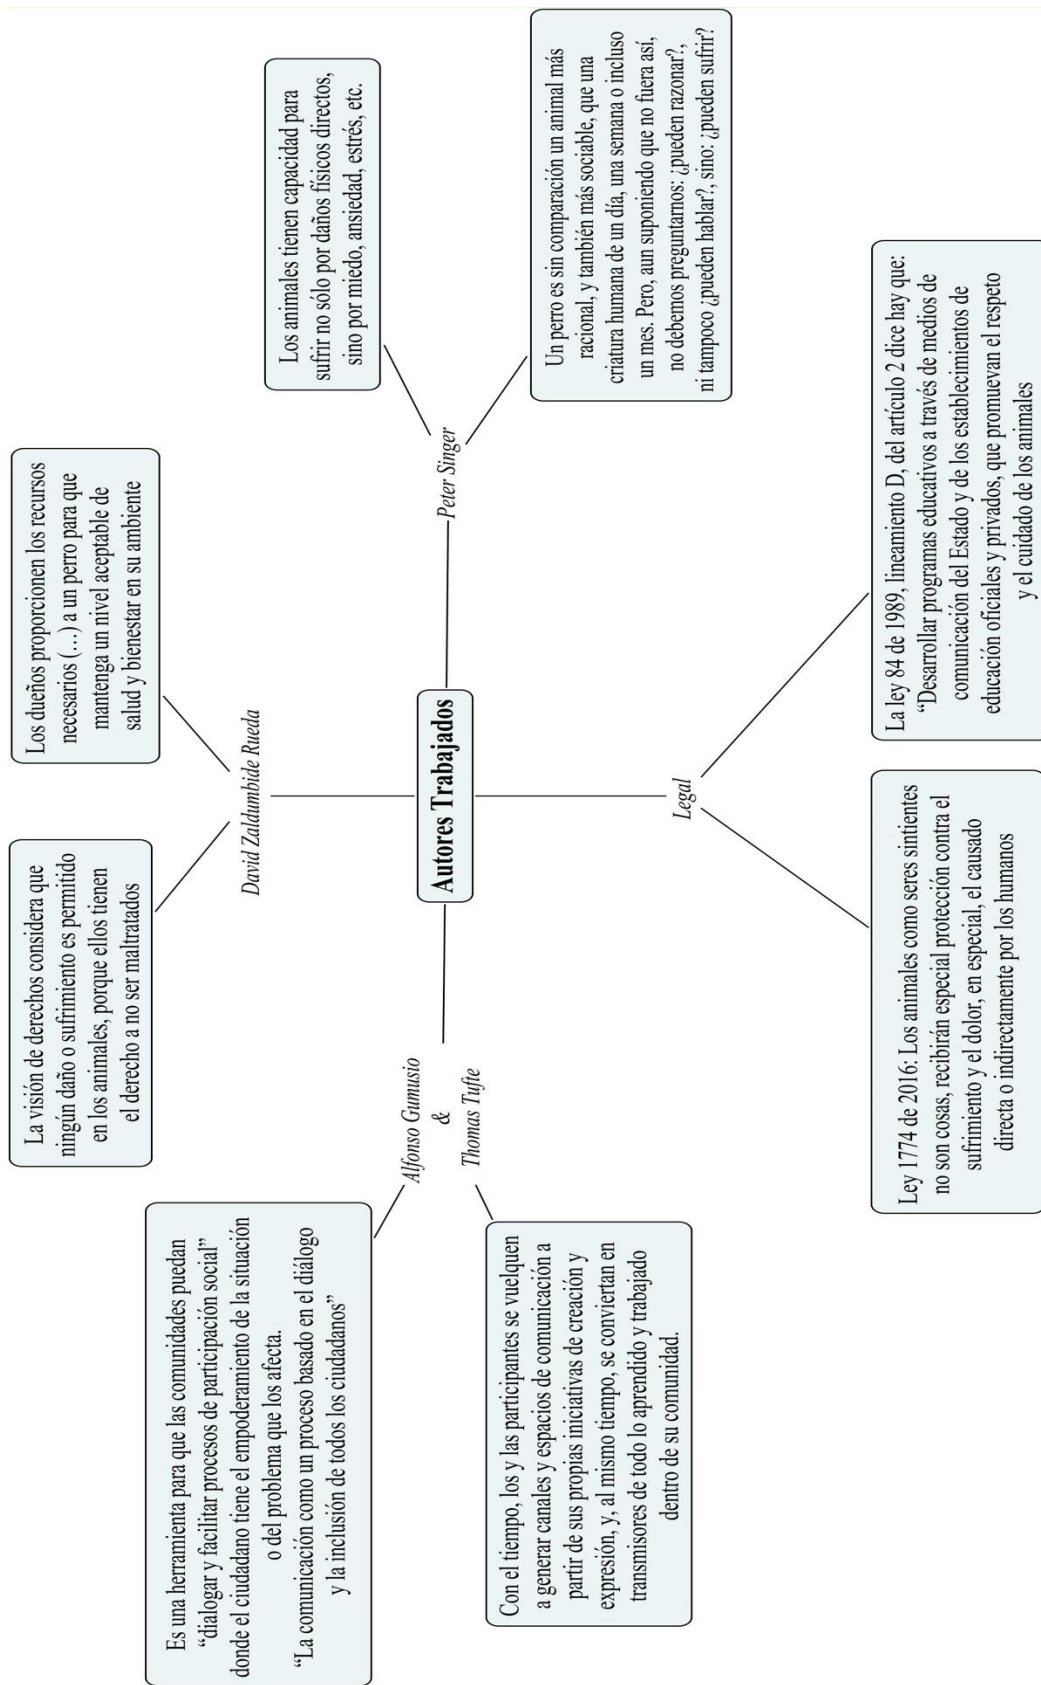 La visión de derechos considera que
ningún daño o sufrimiento es permitido
en los animales, porque ellos tienen
el derecho a no ser maltratados
Los dueños proporcionen los recursos
necesarios (...) a un perro para que
mantenga un nivel aceptable de
salud y bienestar en su ambiente
David Zaldumbide Rueda
Es una herramienta para que las comunidades puedan
“dialogar y facilitar procesos de participación social”
donde el ciudadano tiene el empoderamiento de la situación
o del problema que los afecta.
“La comunicación como un proceso basado en el diálogo
y la inclusión de todos los ciudadanos”
Alfonso Gumusio
&
Thomas Tufte
Con el tiempo, los y las participantes se vuelquen
a generar canales y espacios de comunicación a
partir de sus propias iniciativas de creación y
expresión, y, al mismo tiempo, se conviertan en
transmisores de todo lo aprendido y trabajado
dentro de su comunidad.
Autores Trabajados
Los animales tienen capacidad para
sufrir no sólo por daños físicos directos,
sino por miedo, ansiedad, estrés, etc.
Peter Singer
Un perro es sin comparación un animal más
racional, y también más sociable, que una
criatura humana de un día, una semana o incluso
un mes. Pero, aun suponiendo que no fuera así,
no debemos preguntarnos: ¿pueden razonar?,
ni tampoco ¿pueden hablar?, sino: ¿pueden sufrir?
Legal
Ley 1774 de 2016: Los animales como seres sintientes
no son cosas, recibirán especial protección contra el
sufrimiento y el dolor, en especial, el causado
directa o indirectamente por los humanos
La ley 84 de 1989, lineamiento D, del artículo 2 dice hay que:
“Desarrollar programas educativos a través de medios de
comunicación del Estado y de los establecimientos de
educación oficiales y privados, que promuevan el respeto
y el cuidado de los animales